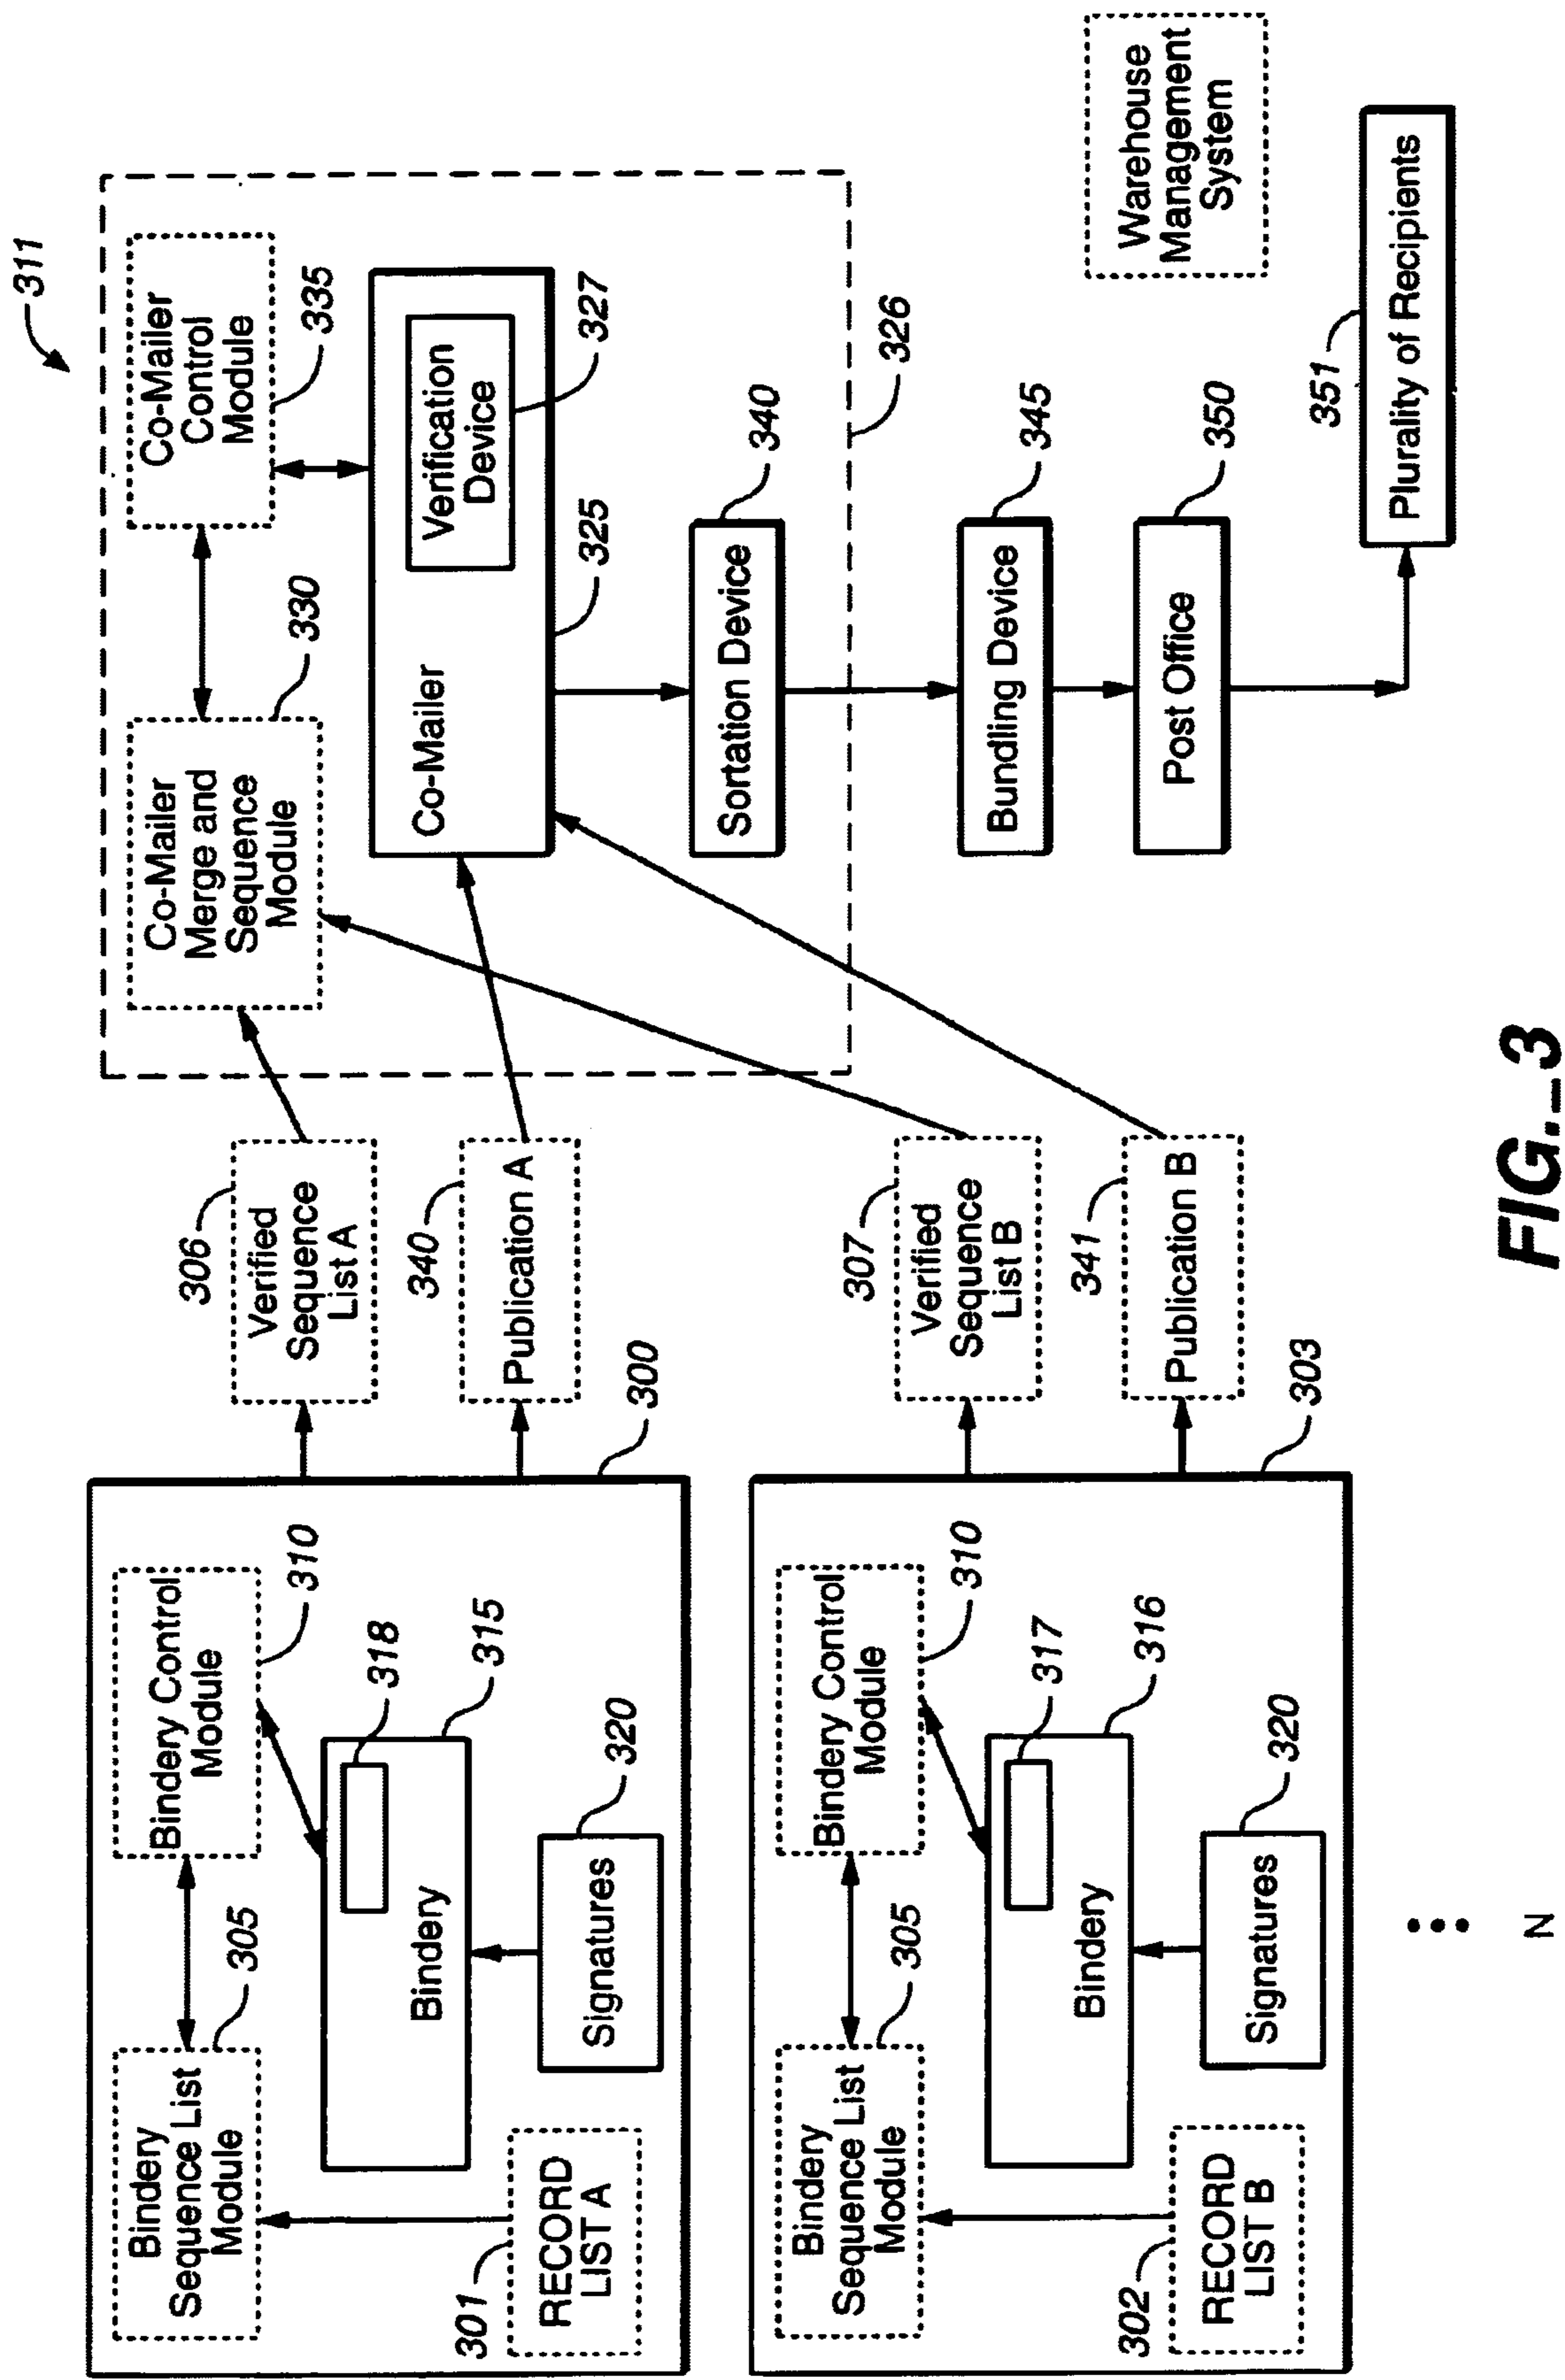 311
Bindery
Sequence List
Module
305
Bindery Control
Module
310
318
315
Bindery
301
RECORD
LIST A
Signatures
320
300
306
Verified
Sequence
List A
340
Publication A
Co-Mailer
Merge and
Sequence
Module
330
Co-Mailer
Control
Module
335
Co-Mailer
Verification
Device
327
325
Sortation Device
340
326
Bindery
Sequence List
Module
305
Bindery Control
Module
310
317
316
Bindery
302
RECORD
LIST B
Signatures
320
303
307
Verified
Sequence
List B
341
Publication B
Bundling Device
345
Post Office
350
Warehouse
Management
System
351
Plurality of Recipients
N
FIG._3